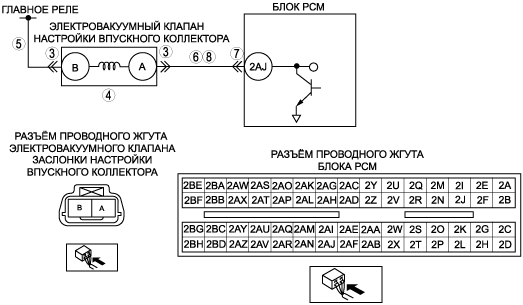 ГЛАВНОЕ РЕЛЕ
БЛОК PCM
ЭЛЕКТРОВАКУУМНЫЙ КЛАПАН
НАСТРОЙКИ ВПУСКНОГО КОЛЛЕКТОРА
5
3
B
A
3
6 8
7
2AJ
4
РАЗЪЁМ ПРОВОДНОГО ЖГУТА
ЭЛЕКТРОВАКУУМНОГО КЛАПАНА
ЗАСЛОНКИ НАСТРОЙКИ
ВПУСКНОГО КОЛЛЕКТОРА
B A
РАЗЪЁМ ПРОВОДНОГО ЖГУТА
БЛОКА PCM
2BE 2BA 2AW 2AS 2AO 2AK 2AG 2AC 2Y 2U 2Q 2M 2I 2E 2A
2BF 2BB 2AX 2AT 2AP 2AL 2AH 2AD 2Z 2V 2R 2N 2J 2F 2B
2BG 2BC 2AY 2AU 2AQ 2AM 2AI 2AE 2AA 2W 2S 2O 2K 2G 2C
2BH 2BD 2AZ 2AV 2AR 2AN 2AJ 2AF 2AB 2X 2T 2P 2L 2H 2D